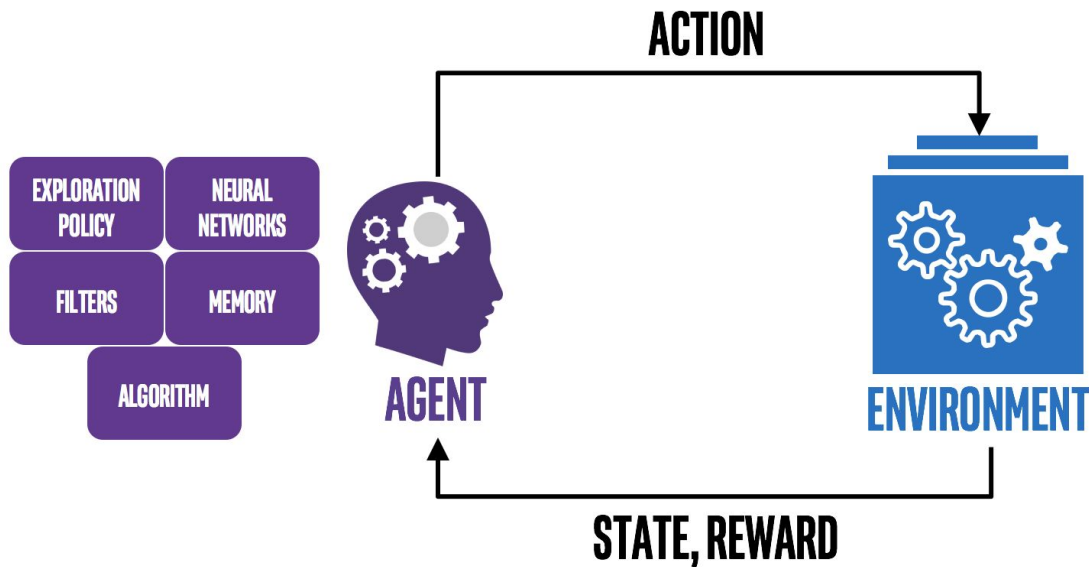 ACTION
EXPLORATION
POLICY
NEURAL
NETWORKS
FILTERS
MEMORY
ALGORITHM
AGENT
ENVIRONMENT
STATE, REWARD